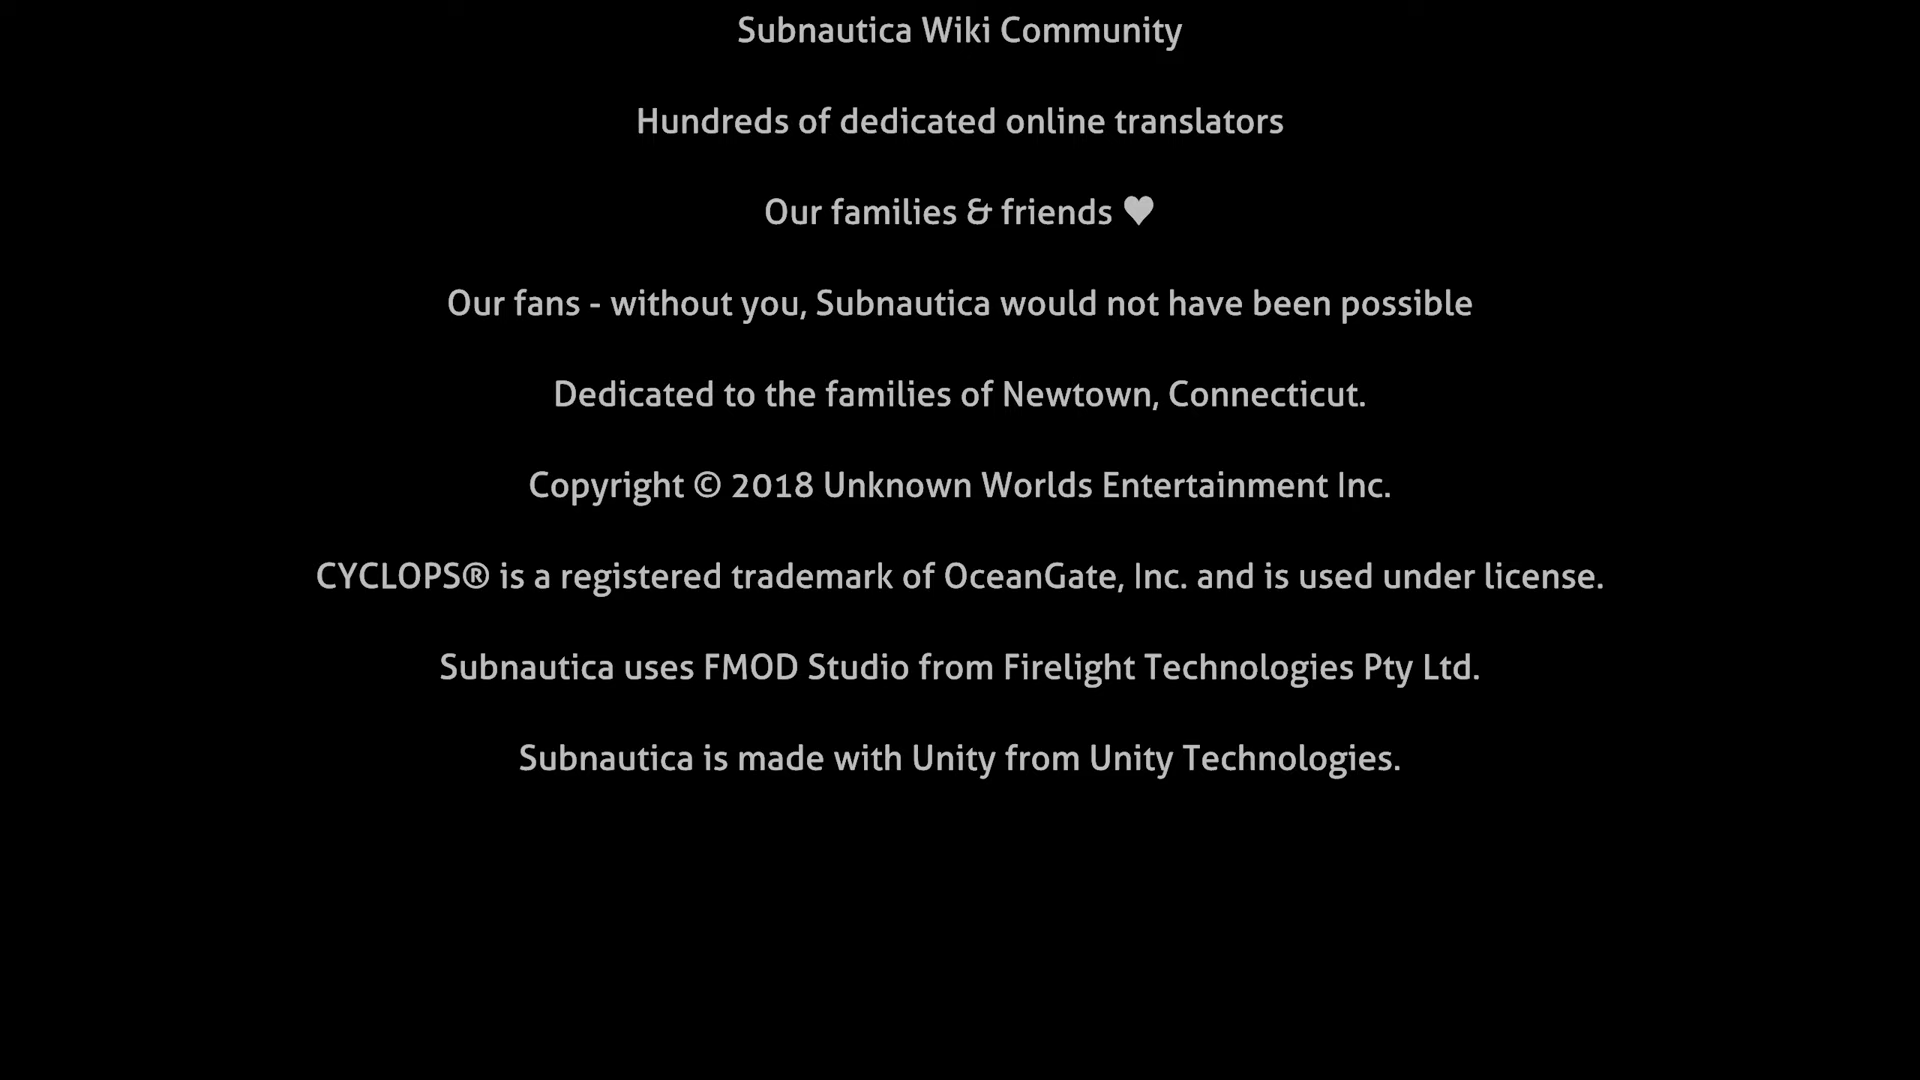 Subnautica Wiki Community
Hundreds of dedicated online translators
Our families & friends ♥
Our fans - without you, Subnautica would not have been possible
Dedicated to the families of Newtown, Connecticut.
Copyright © 2018 Unknown Worlds Entertainment Inc.
CYCLOPS® is a registered trademark of OceanGate, Inc. and is used under license.
Subnautica uses FMOD Studio from Firelight Technologies Pty Ltd.
Subnautica is made with Unity from Unity Technologies.